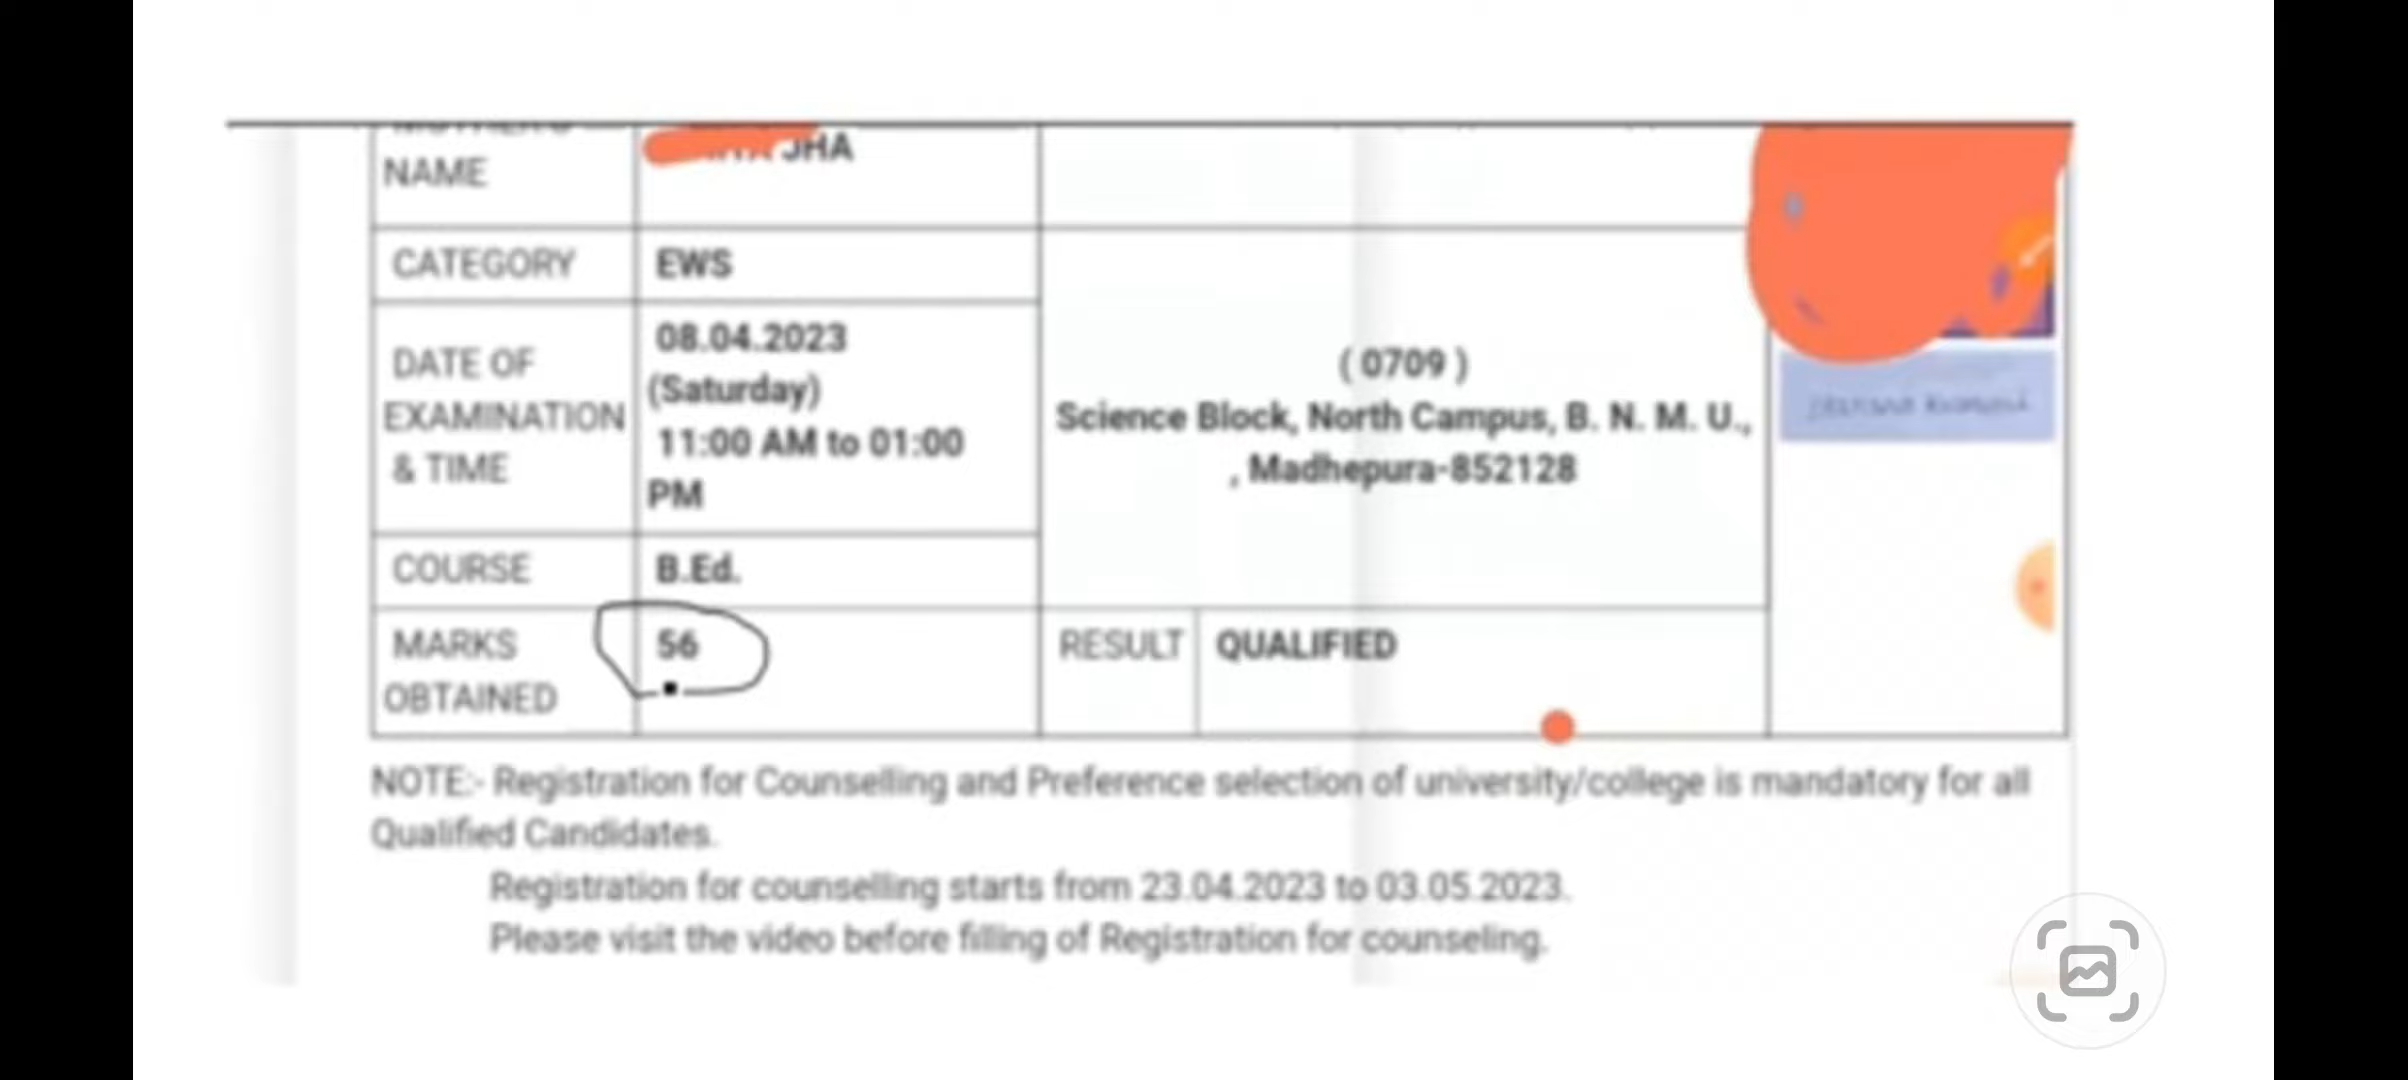 NAME
JHA
CATEGORY
EWS
DATE OF
EXAMINATION
& TIME
08.04.2023
(Saturday)
11:00 AM to 01:00
PM
( 0709 )
Science Block, North Campus, B. N. M. U.,
, Madhepura-852128
COURSE
B.Ed.
MARKS
OBTAINED
56
RESULT
QUALIFIED
NOTE:- Registration for Counselling and Preference selection of university/college is mandatory for all
Qualified Candidates.
Registration for counselling starts from 23.04.2023 to 03.05.2023.
Please visit the video before filling of Registration for counseling.